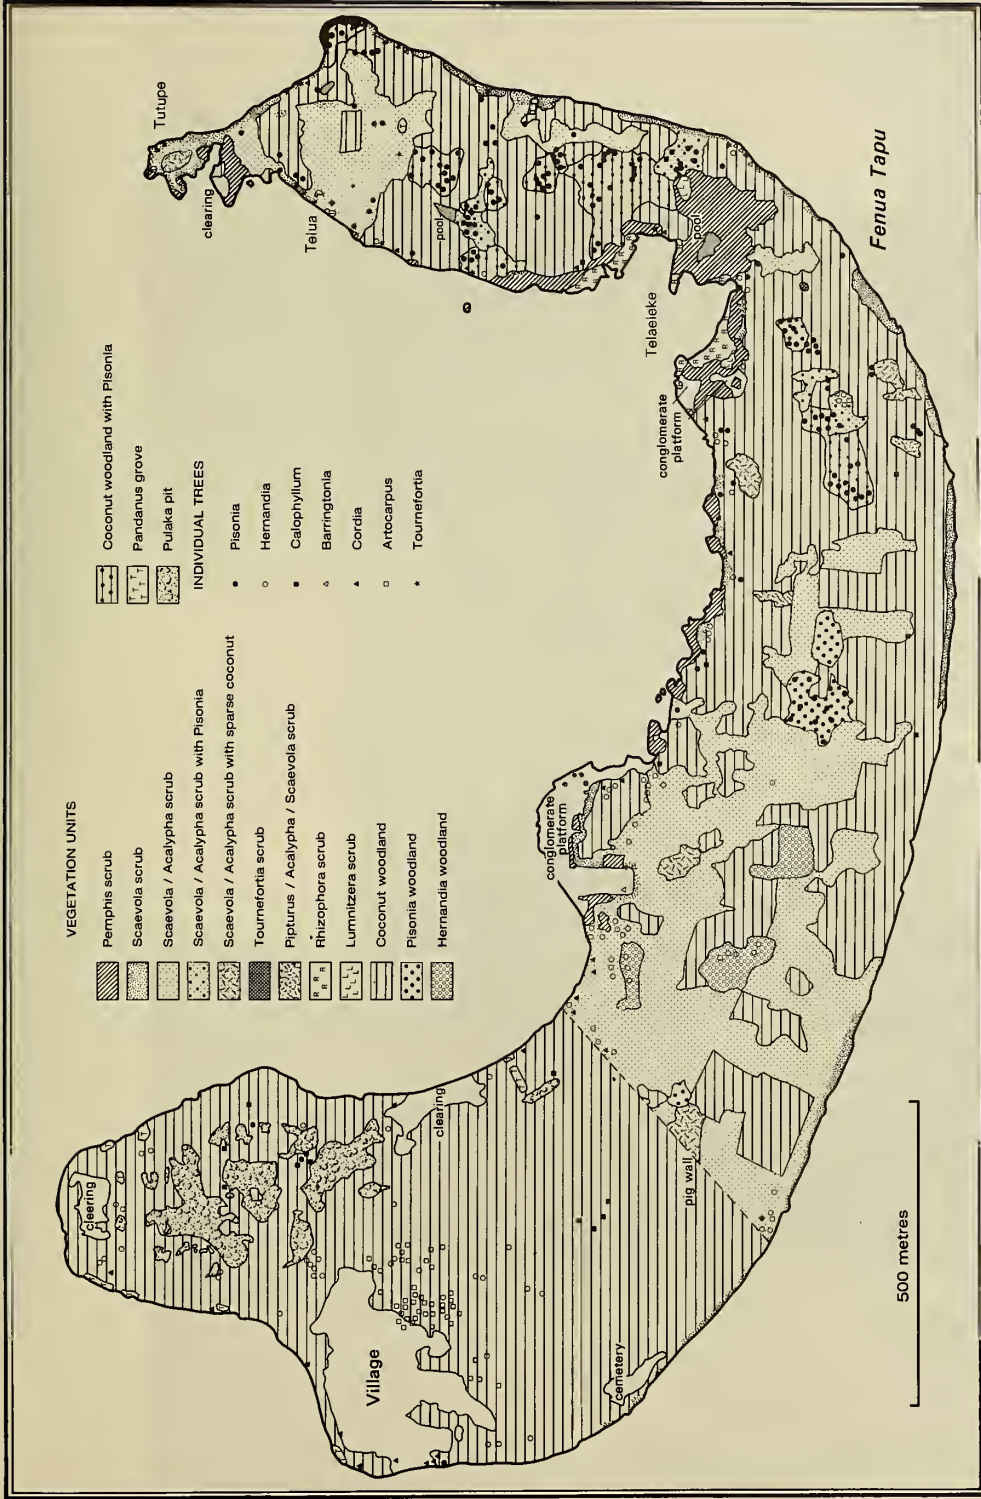 VEGETATION UNITS
Pemphis scrub
Scaevola scrub
Scaevola / Acalypha scrub
Scaevola / Acalypha scrub with Pisonia
Scaevola / Acalypha scrub with sparse coconut
Tournefortia scrub
Pipturus / Acalypha / Scaevola scrub
R R R R
Rhizophora scrub
L L L L
Lumnitzera scrub
Coconut woodland
Pisonia woodland
Hernandia woodland
Coconut woodland with Pisonia
T T T T
Pandanus grove
Pulaka pit
INDIVIDUAL TREES
Pisonia
Hernandia
Calophyllum
Barringtonia
Cordia
Artocarpus
Tournefortia
Tutupe
clearing
Telua
pool
Telaeleke
pool
Fenua Tapu
conglomerate
platform
conglomerate
platform
clearing
clearing
pig wall
Village
cemetery
500 metres